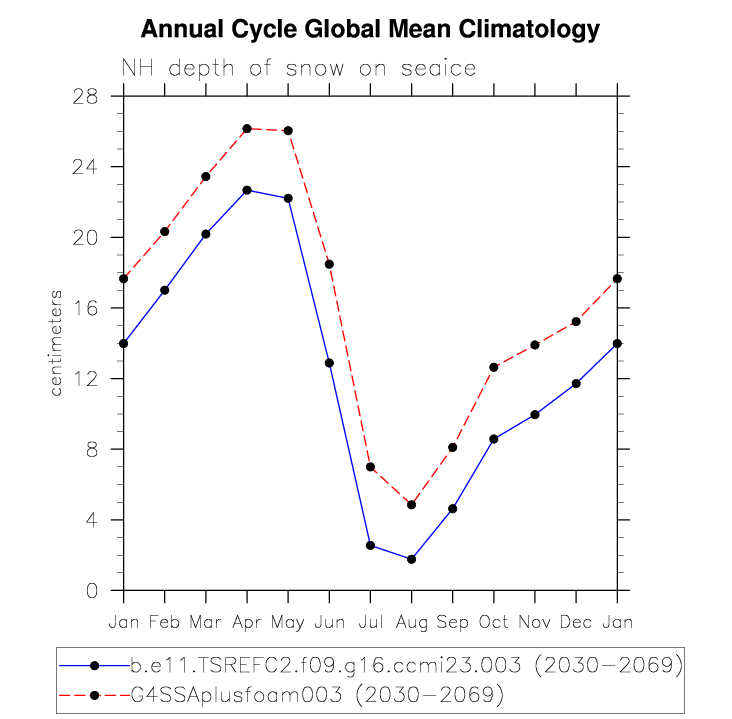 Annual Cycle Global Mean Climatology
NH depth of snow on seaice
28
24
20
16
12
8
4
0
centimeters
Jan Feb Mar Apr May Jun Jul Aug Sep Oct Nov Dec Jan
b.e11.TSREFC2.f09.g16.ccmi23.003 (2030-2069)
G4SSAplusfoam003 (2030-2069)